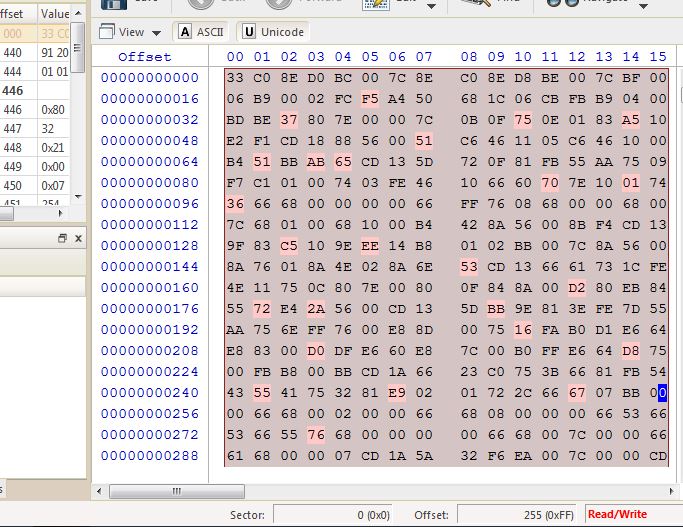 Save Back Forward Edit Find Navigate
View A ASCII U Unicode
Offset 00 01 02 03 04 05 06 07 08 09 10 11 12 13 14 15
00000000000 33 C0 8E D0 BC 00 7C 8E C0 8E D8 BE 00 7C BF 00
00000000016 06 B9 00 02 FC F5 A4 50 68 1C 06 CB FB B9 04 00
00000000032 BD BE 37 80 7E 00 00 7C 0B 0F 75 0E 01 83 A5 10
00000000048 E2 F1 CD 18 88 56 00 51 C6 46 11 05 C6 46 10 00
00000000064 B4 51 BB AB 65 CD 13 5D 72 0F 81 FB 55 AA 75 09
00000000080 F7 C1 01 00 74 03 FE 46 10 66 60 70 7E 10 01 74
00000000096 36 66 68 00 00 00 00 66 FF 76 08 68 00 00 68 00
00000000112 7C 68 01 00 68 10 00 B4 42 8A 56 00 8B F4 CD 13
00000000128 9F 83 C5 10 9E EE 14 B8 01 02 BB 00 7C 8A 56 00
00000000144 8A 76 01 8A 4E 02 8A 6E 53 CD 13 66 61 73 1C FE
00000000160 4E 11 75 0C 80 7E 00 80 0F 84 8A 00 D2 80 EB 84
00000000176 55 72 E4 2A 56 00 CD 13 5D BB 9E 81 3E FE 7D 55
00000000192 AA 75 6E FF 76 00 E8 8D 00 75 16 FA B0 D1 E6 64
00000000208 E8 83 00 D0 DF E6 60 E8 7C 00 B0 FF E6 64 D8 75
00000000224 00 FB B8 00 BB CD 1A 66 23 C0 75 3B 66 81 FB 54
00000000240 43 55 41 75 32 81 E9 02 01 72 2C 66 67 07 BB 00
00000000256 00 66 68 00 02 00 00 66 68 08 00 00 00 66 53 66
00000000272 53 66 55 76 68 00 00 00 00 66 68 00 7C 00 00 66
00000000288 61 68 00 00 07 CD 1A 5A 32 F6 EA 00 7C 00 00 CD
Sector: 0 (0x0) Offset: 255 (0xFF) Read/Write
ffset Value
000 33 C0
440 91 20
444 01 01
446
446 0x80
447 32
448 0x21
449 0x00
450 0x07
451 254